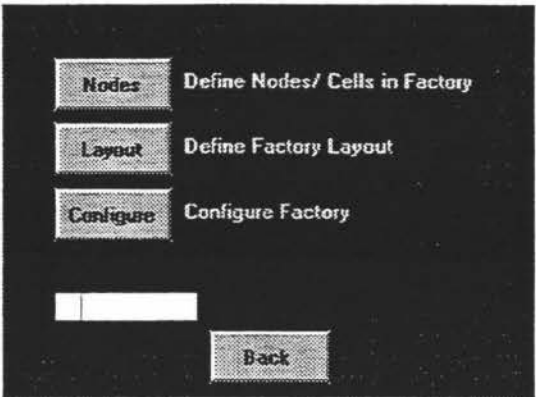 Nodes Define Nodes/ Cells in Factory
Layout Define Factory Layout
Configure Configure Factory
Back